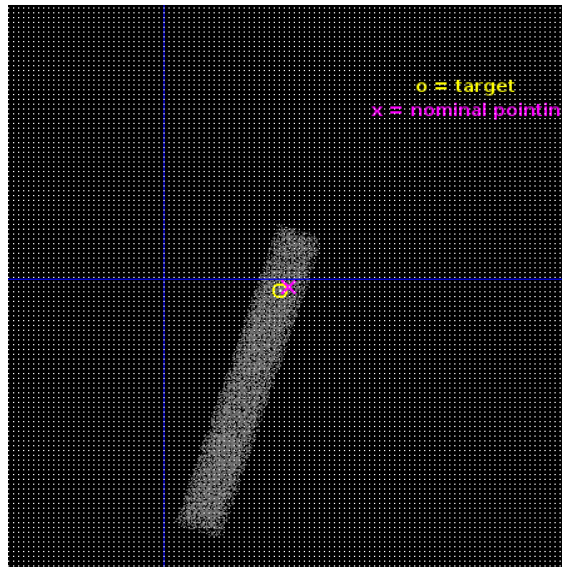 o = target
x = nominal pointin